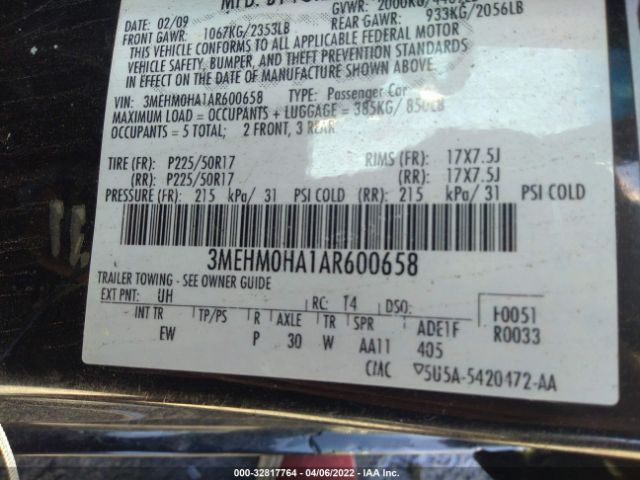 02/09
FRONT GAWR: 1067KG/2353LB
REAR GAWR: 933KG/2056LB
THIS VEHICLE CONFORMS TO ALL APPLICABLE FEDERAL MOTOR
VEHICLE SAFETY, BUMPER, AND THEFT PREVENTION STANDARDS
IN EFFECT ON THE DATE OF MANUFACTURE SHOWN ABOVE.
VIN: 3MEHM0HA1AR600658 TYPE: Passenger Car
MAXIMUM LOAD = OCCUPANTS + LUGGAGE = 385KG/ 850LB
OCCUPANTS = 5 TOTAL; 2 FRONT, 3 REAR
TIRE (FR): P225/50R17 RIMS (FR): 17X7.5J
(RR): P225/50R17 (RR): 17X7.5J
PRESSURE (FR): 215 kPa/ 31 PSI COLD (RR): 215 kPa/ 31 PSI COLD
3MEHM0HA1AR600658
TRAILER TOWING - SEE OWNER GUIDE
EXT PNT: UH RC: T4 DSO:
INT TR TP/PS R AXLE TR SPR ADE1F
EW P 30 W AA11 405
R0033
CMC 5U5A-5420472-AA
000-32817764 - 04/06/2022 - IAA Inc.